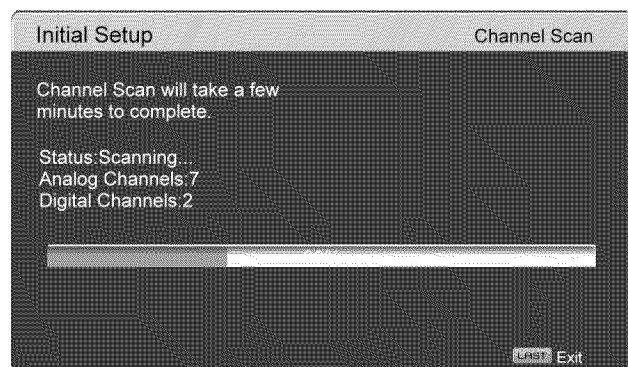 Initial Setup
Channel Scan
Channel Scan will take a few
minutes to complete.
Status:Scanning...
Analog Channels:7
Digital Channels:2
LAST Exit